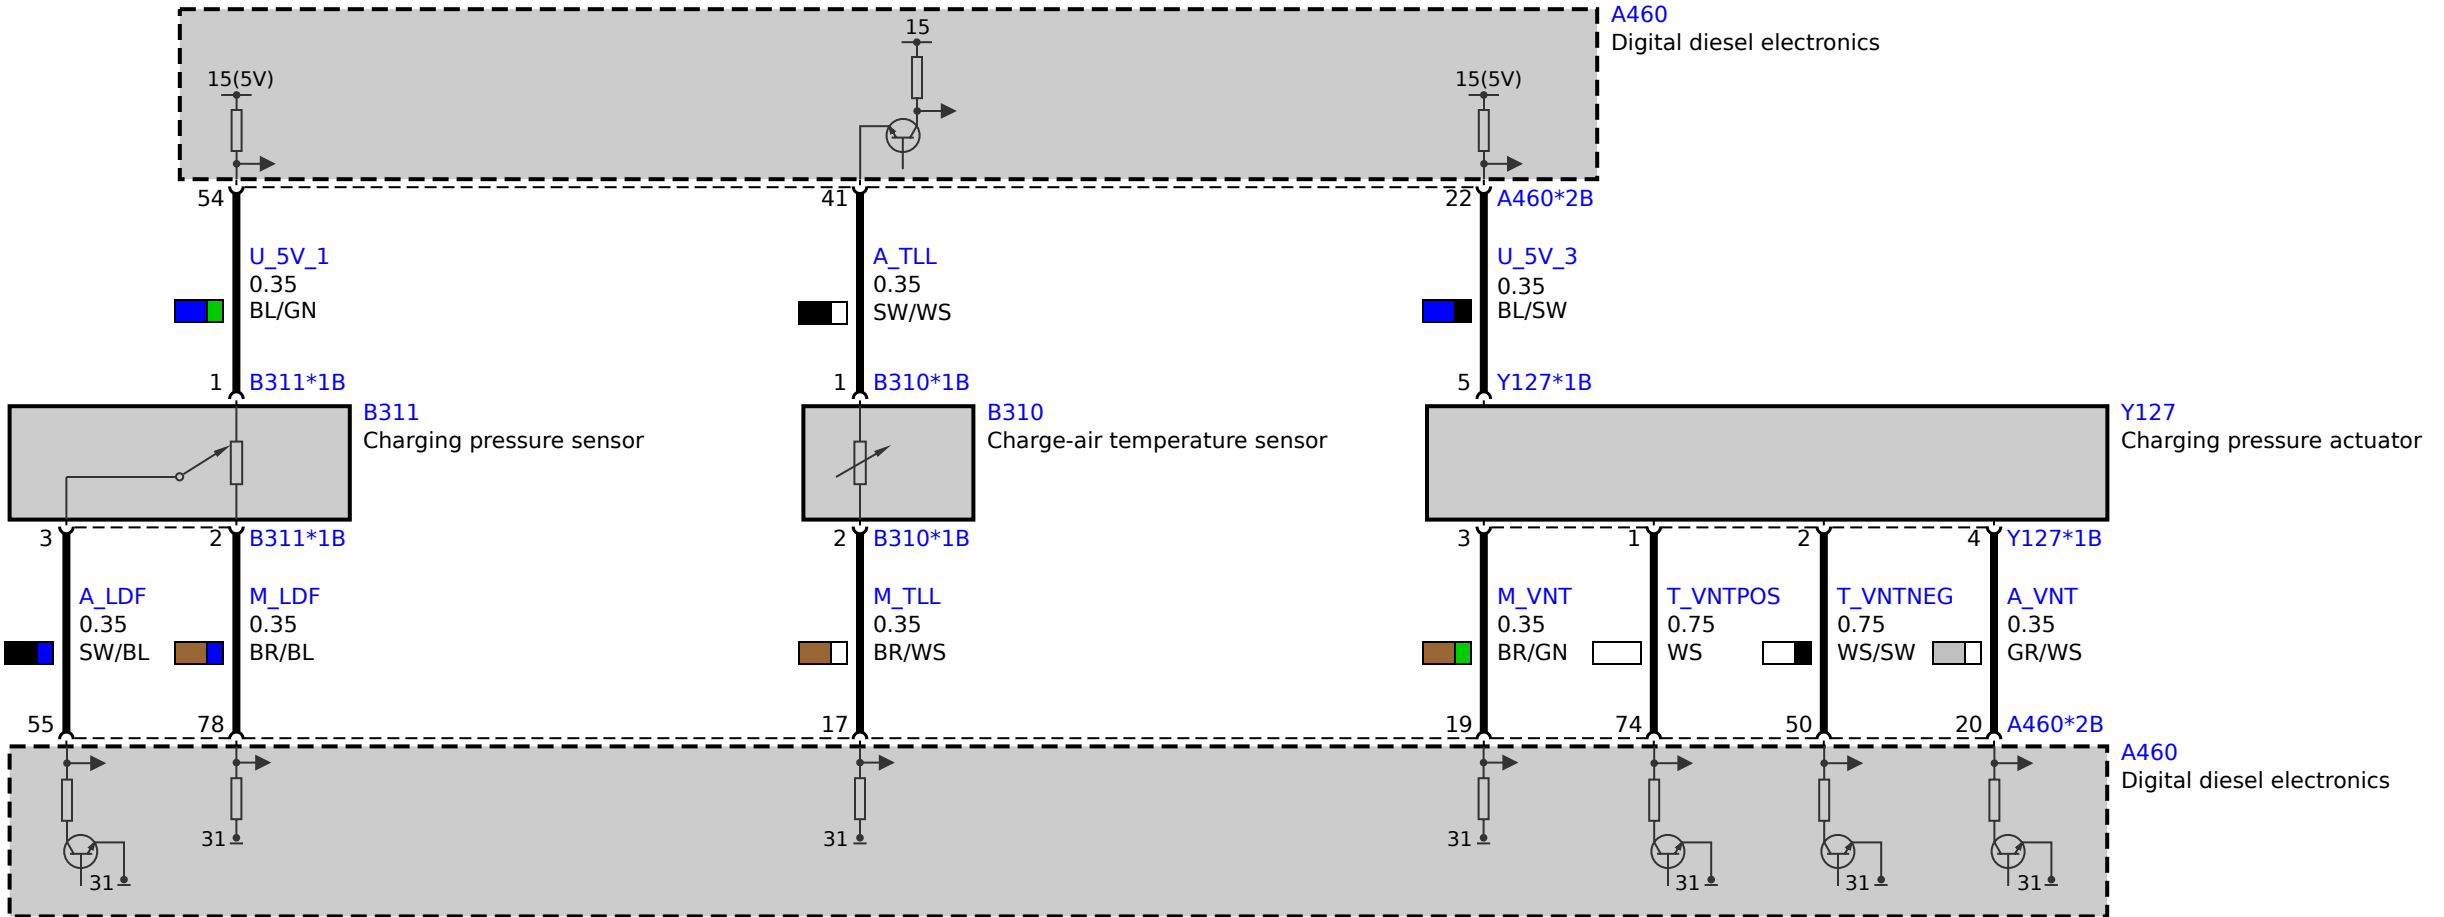 A460
Digital diesel electronics
15
15(5V)
15(5V)
54
41
22
A460*2B
U_5V_1
0.35
BL/GN
A_TLL
0.35
SW/WS
U_5V_3
0.35
BL/SW
1
B311*1B
1
B310*1B
5
Y127*1B
B311
Charging pressure sensor
B310
Charge-air temperature sensor
Y127
Charging pressure actuator
3
2
B311*1B
2
B310*1B
3
1
2
4
Y127*1B
A_LDF
0.35
SW/BL
M_LDF
0.35
BR/BL
M_TLL
0.35
BR/WS
M_VNT
0.35
BR/GN
T_VNTPOS
0.75
WS
T_VNTNEG
0.75
WS/SW
A_VNT
0.35
GR/WS
55
78
17
19
74
50
20
A460*2B
A460
Digital diesel electronics
31
31
31
31
31
31
31